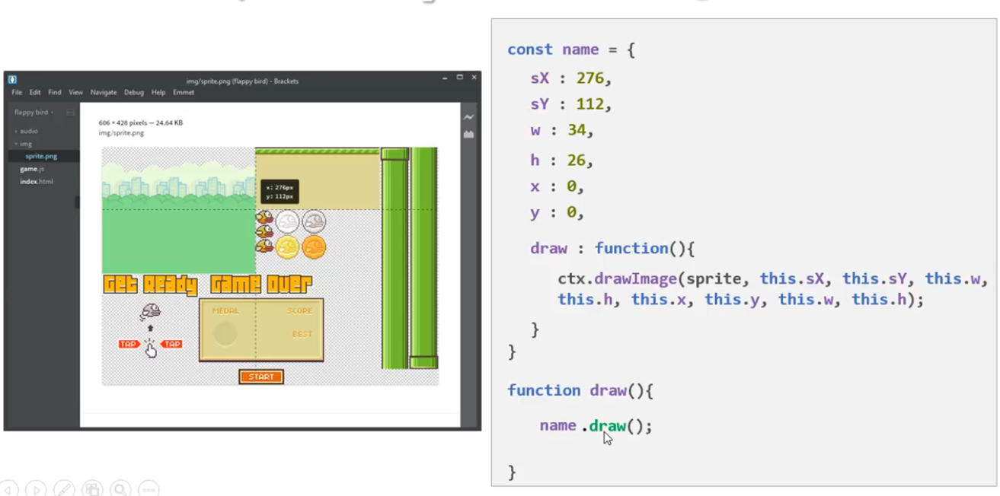 img/sprite.png (flappy bird) - Brackets
File Edit Find View Navigate Debug Help Emmet
flappy bird
audio
img
sprite.png
game.js
index.html
606 × 428 pixels — 24.64 KB
img/sprite.png
x: 276px
y: 112px
Get Ready Game Over
MEDAL SCORE
BEST
TAP TAP
START
const name = {
sX : 276,
sY : 112,
w : 34,
h : 26,
x : 0,
y : 0,
draw : function(){
ctx.drawImage(sprite, this.sX, this.sY, this.w,
this.h, this.x, this.y, this.w, this.h);
}
}
function draw(){
name .draw();
}